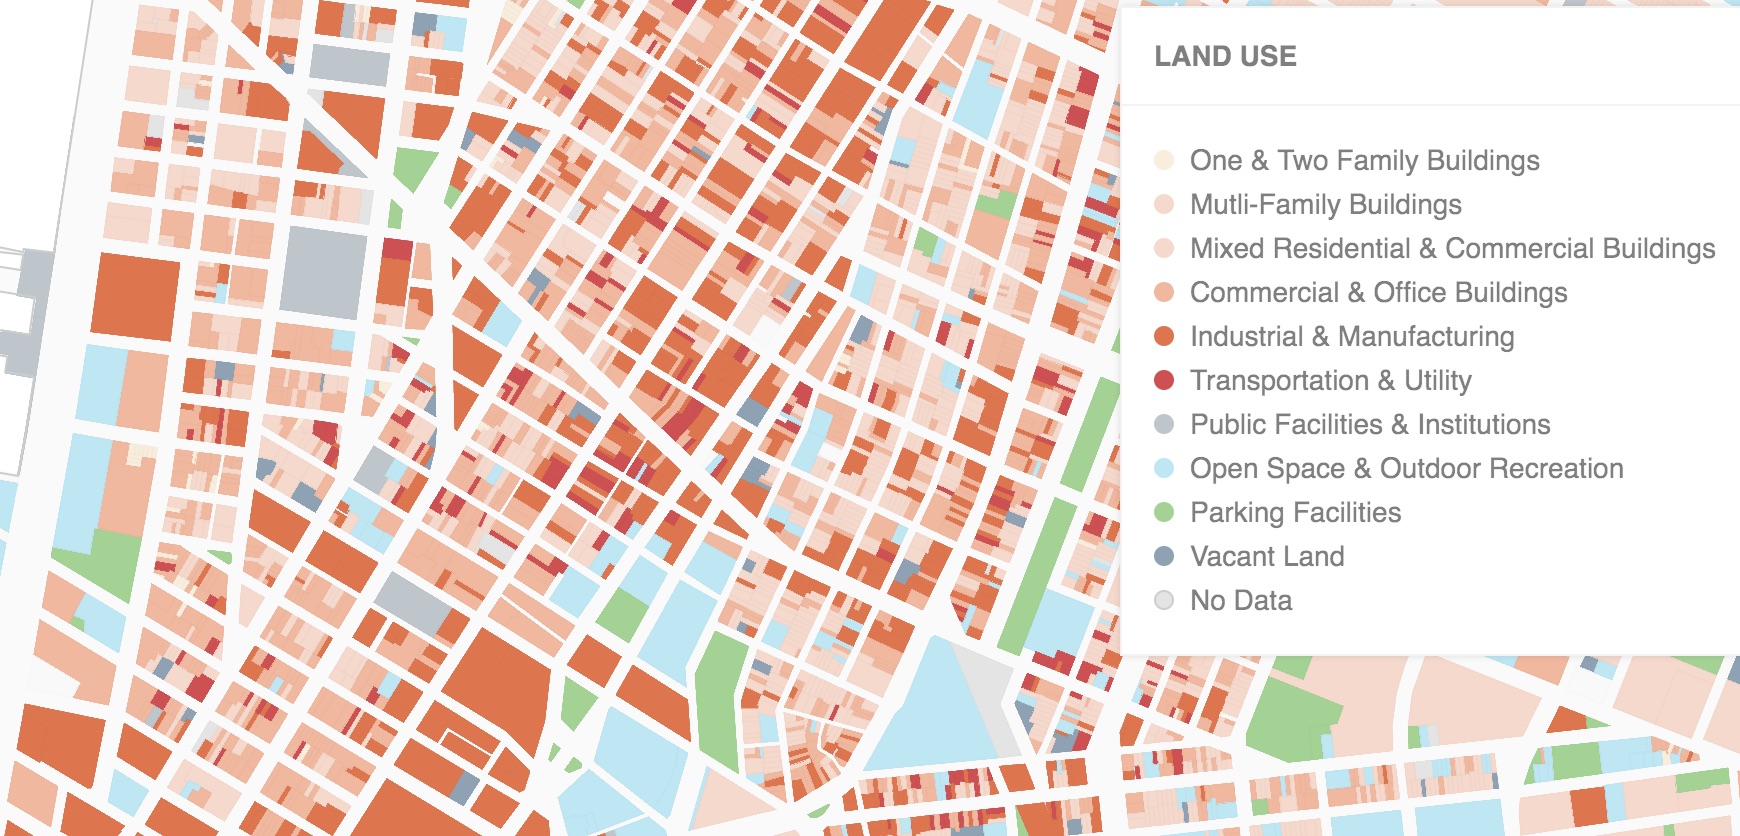 LAND USE
One & Two Family Buildings
Mutli-Family Buildings
Mixed Residential & Commercial Buildings
Commercial & Office Buildings
Industrial & Manufacturing
Transportation & Utility
Public Facilities & Institutions
Open Space & Outdoor Recreation
Parking Facilities
Vacant Land
No Data